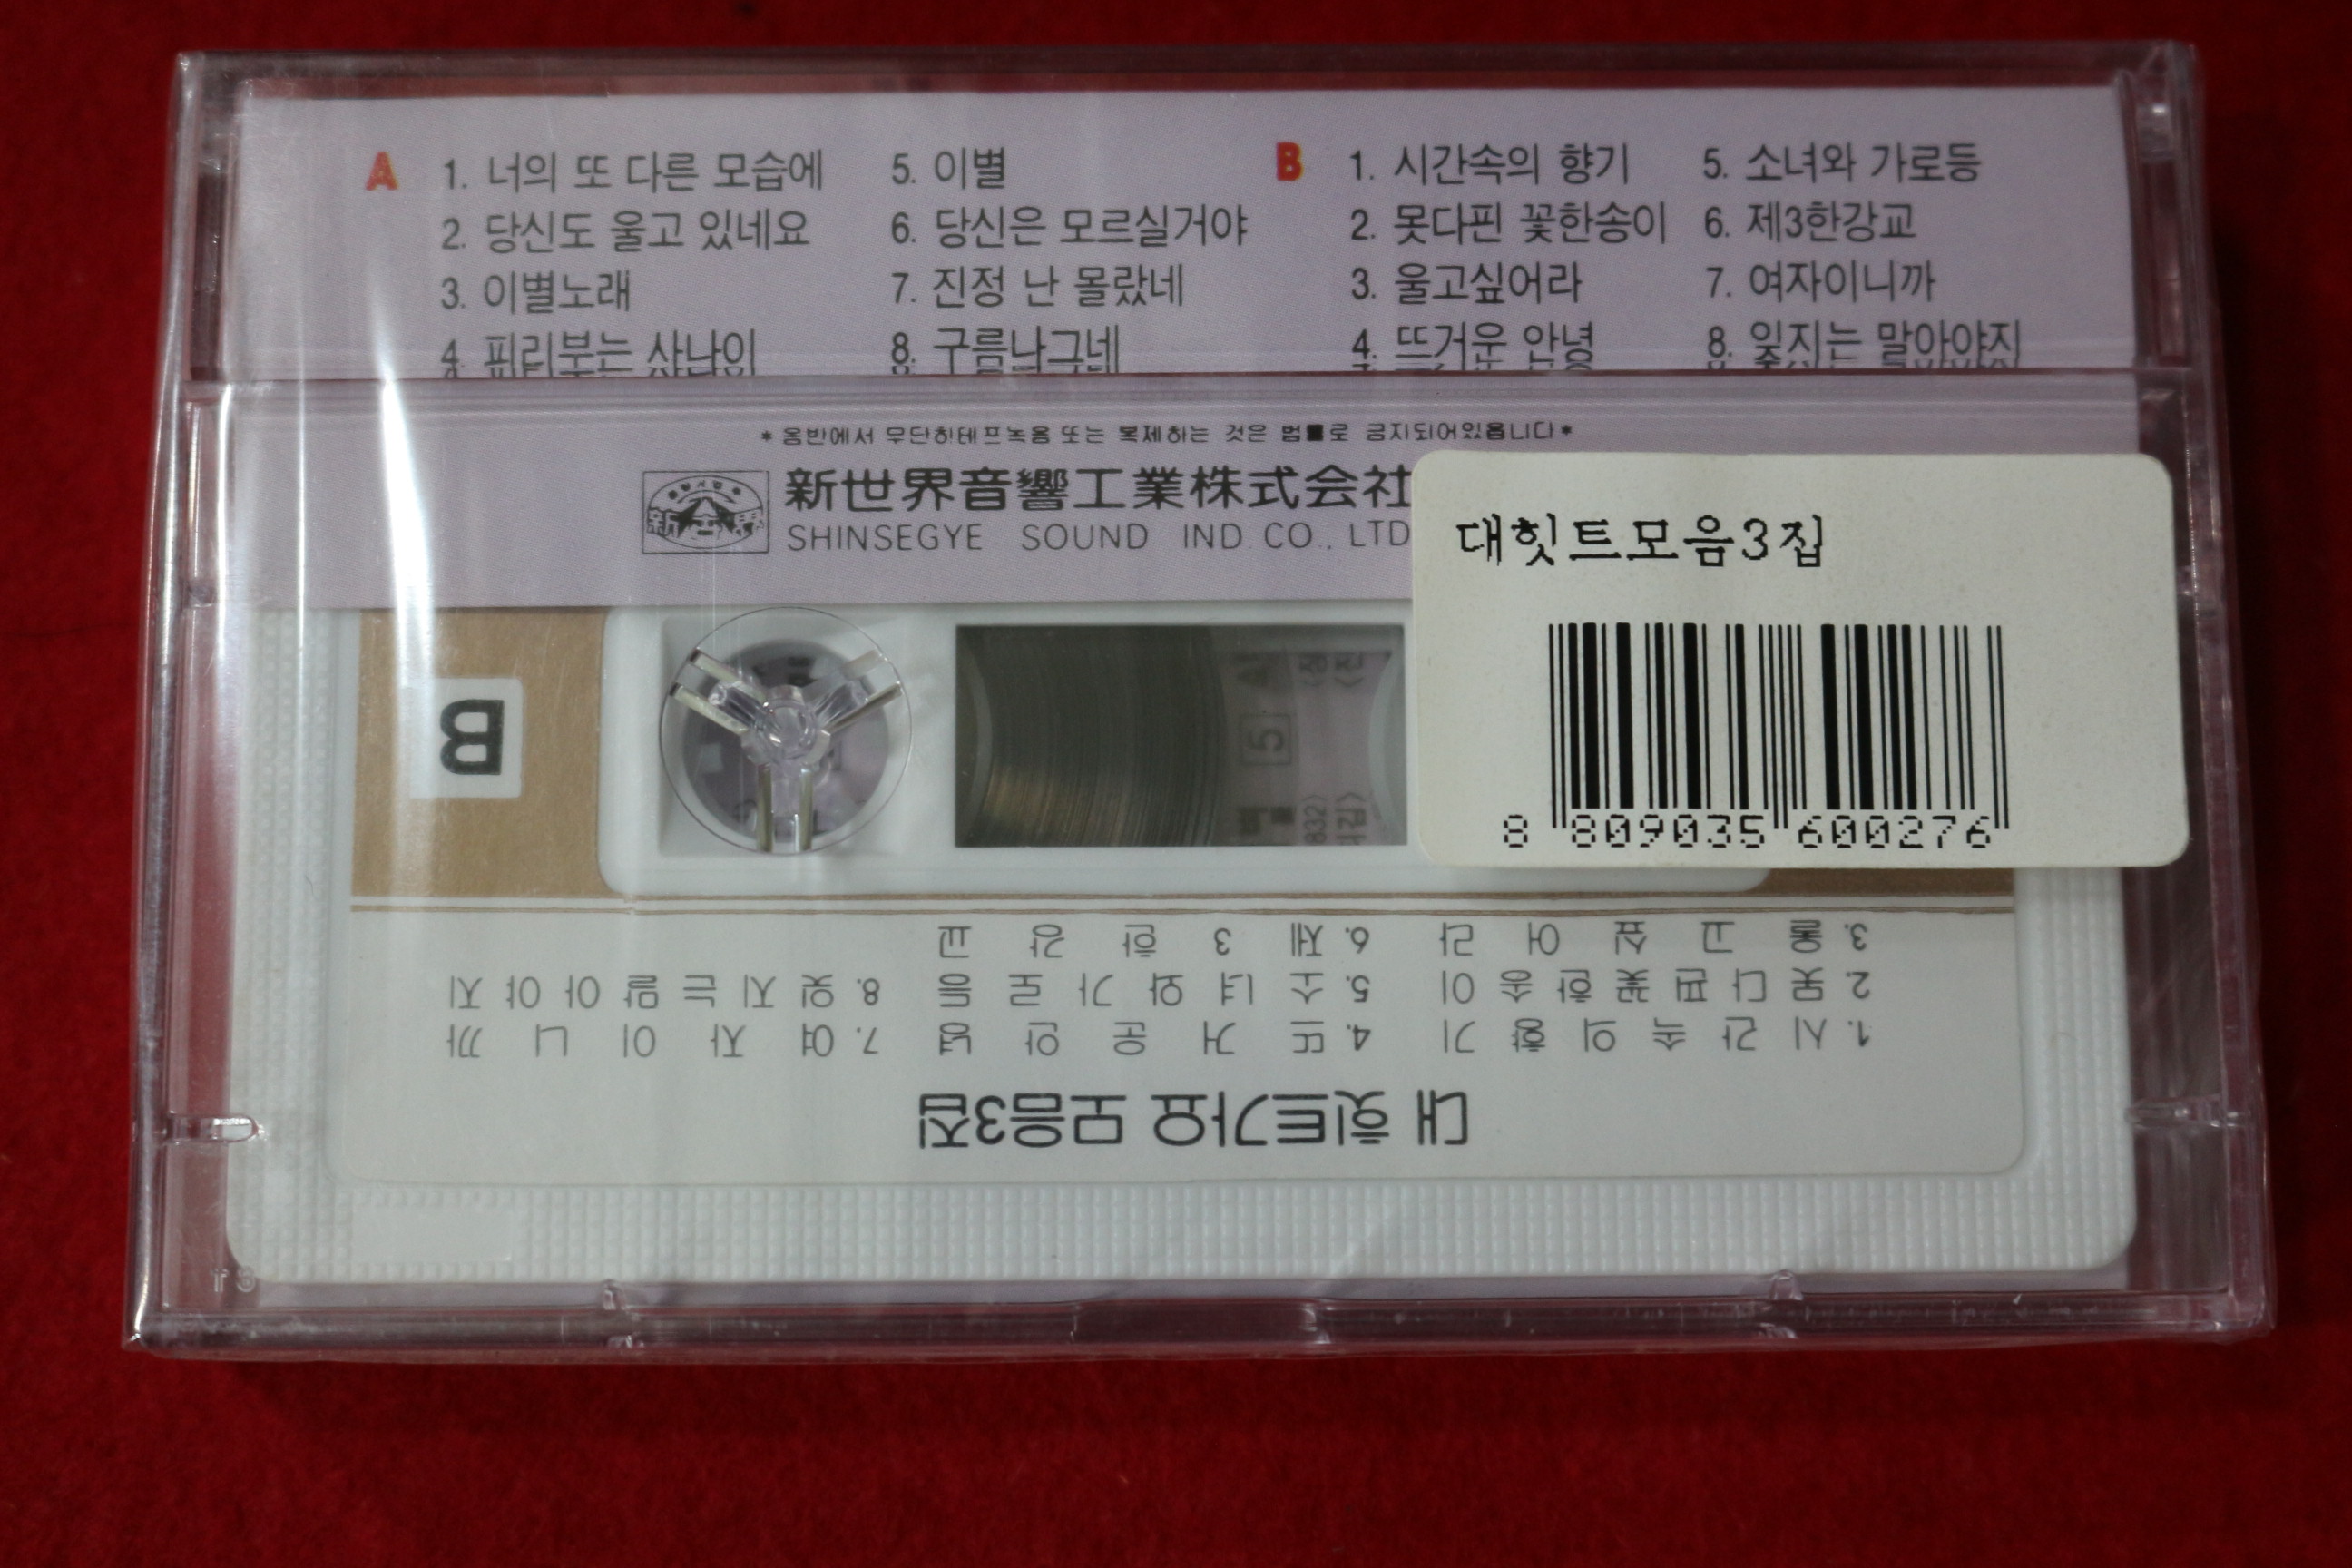 A
1. 너의 또 다른 모습에
2. 당신도 울고 있네요
3. 이별노래
4. 피리부는 사나이
5. 이별
6. 당신은 모르실거야
7. 진정 난 몰랐네
8. 구름나그네
B
1. 시간속의 향기
2. 못다핀 꽃한송이
3. 울고싶어라
4. 뜨거운 안녕
5. 소녀와 가로등
6. 제3한강교
7. 여자이니까
8. 잊지는 말아야지
*음반에서 무단히테프녹음 또는 복제하는 것은 법률로 금지되어있읍니다*
新世界音響工業株式会社
SHINSEGYE SOUND IND. CO., LTD
대힛트모음3집
8 809035 600276
B
5
대 힛트가요 모음3집
1. 시간속의 향기
2. 못다핀 꽃한송이
3. 울고싶어라
4. 뜨거운 안녕
5. 소녀와 가로등
6. 제3한강교
7. 여자이니까
8. 잊지는 말아야지